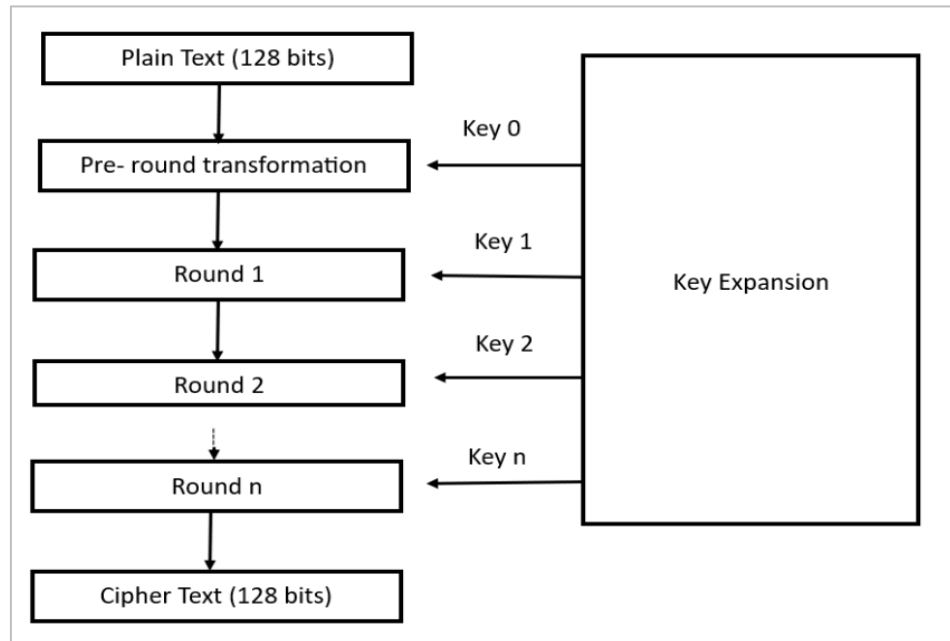 Plain Text (128 bits)
Key 0
Pre- round transformation
Key 1
Round 1
Key Expansion
Key 2
Round 2
Key n
Round n
Cipher Text (128 bits)